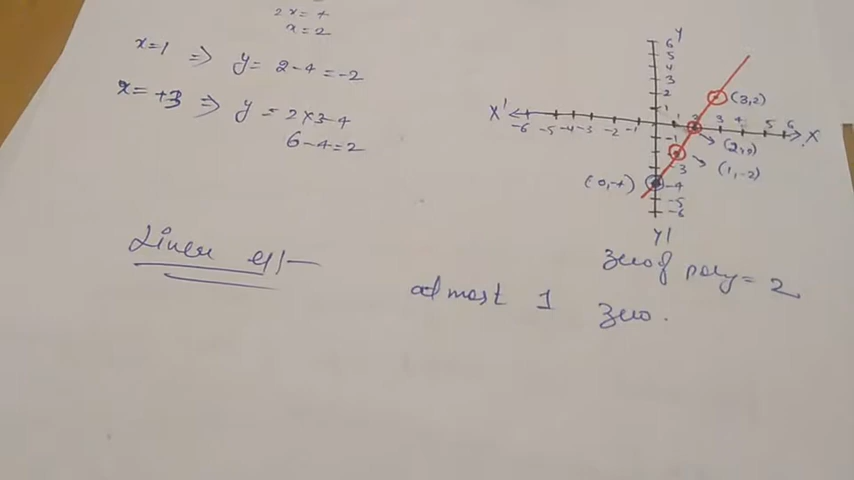 2x = 4
x = 2
x=1 => y = 2-4 = -2
x = +3 => y = 2×3-4
6-4=2
Y
6
5
4
3
2
1
X' -6 -5 -4 -3 -2 -1 1 2 3 4 5 6 X
-1
-3
-4
-5
-6
Y'
(3,2)
(2,0)
(1,-2)
(0,-4)
Linear eqn
zero of poly = 2
atmost 1 zero.